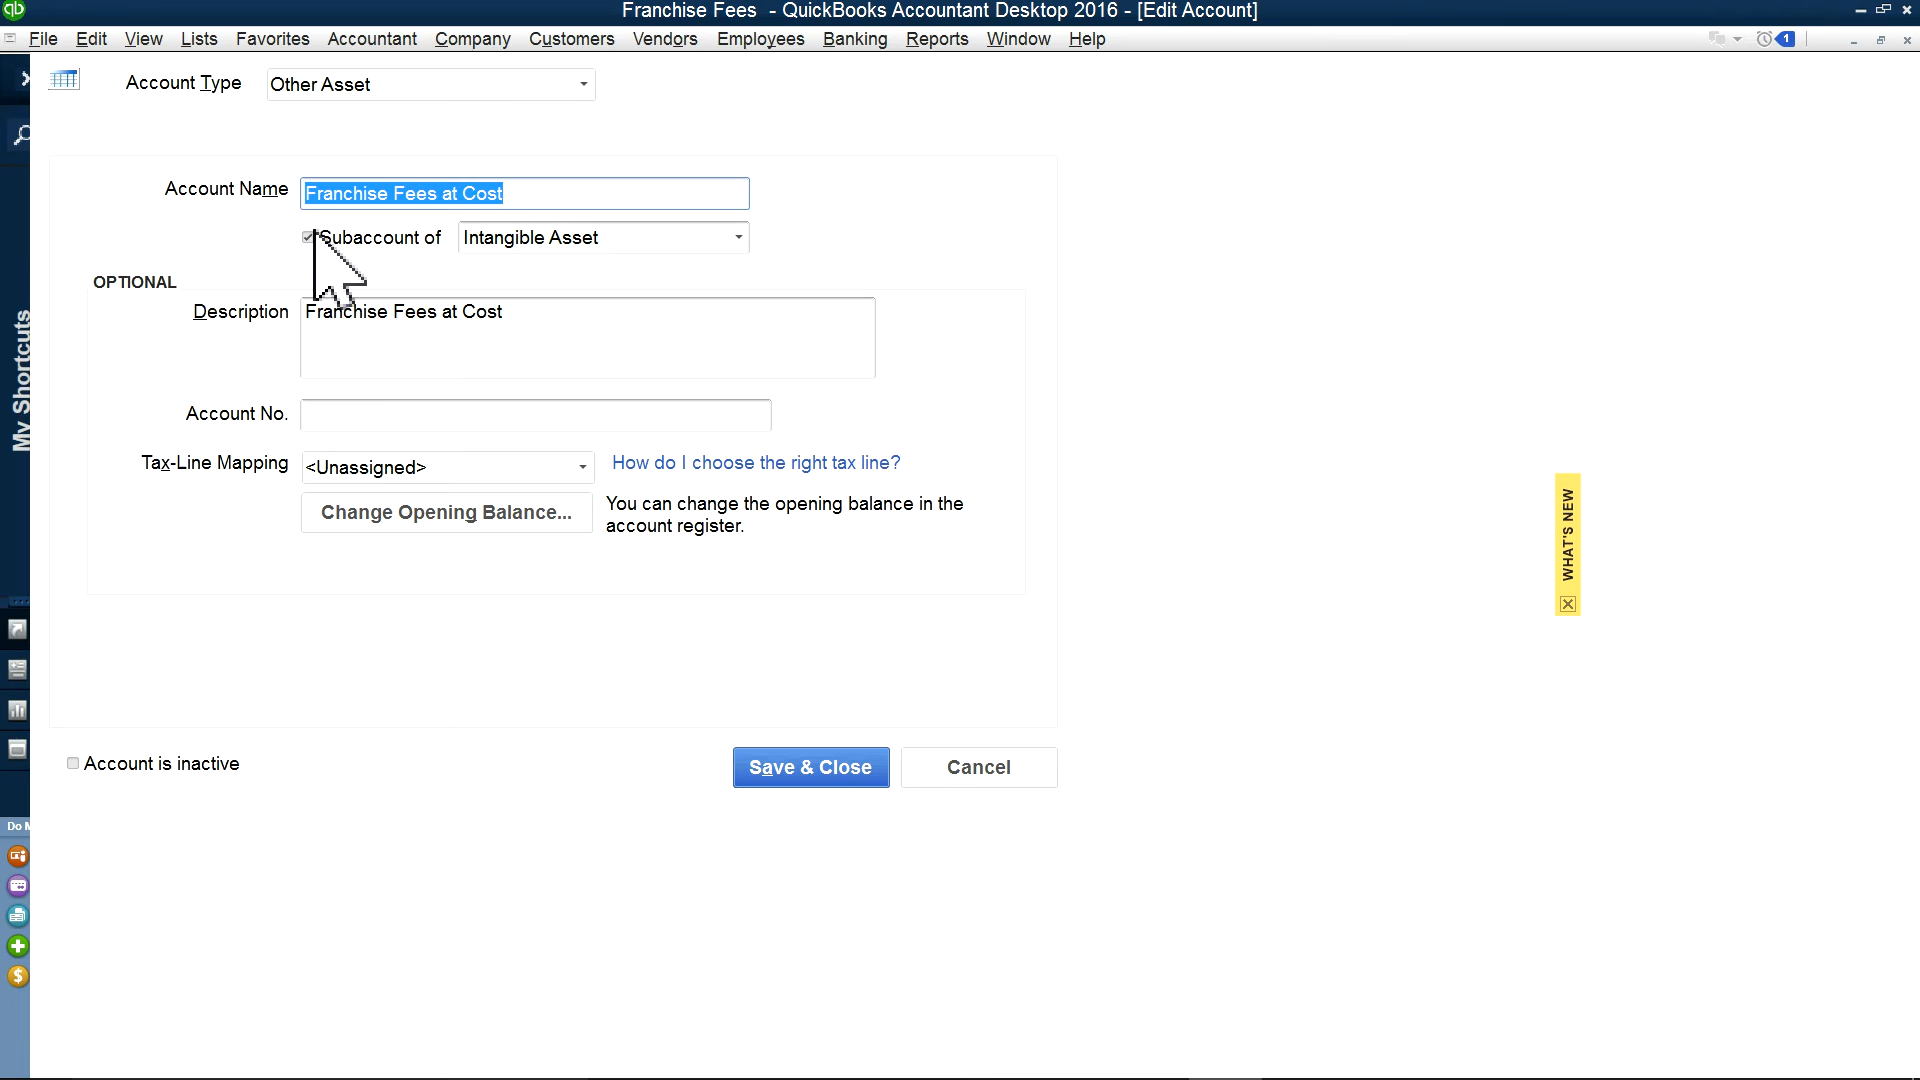 qb
Franchise Fees - QuickBooks Accountant Desktop 2016 - [Edit Account]
File Edit View Lists Favorites Accountant Company Customers Vendors Employees Banking Reports Window Help
1
Account Type Other Asset
Account Name Franchise Fees at Cost
Subaccount of Intangible Asset
OPTIONAL
Description Franchise Fees at Cost
My Shortcuts
Account No.
Tax-Line Mapping <Unassigned> How do I choose the right tax line?
Change Opening Balance... You can change the opening balance in the
account register.
WHAT'S NEW
Account is inactive
Save & Close Cancel
Do M